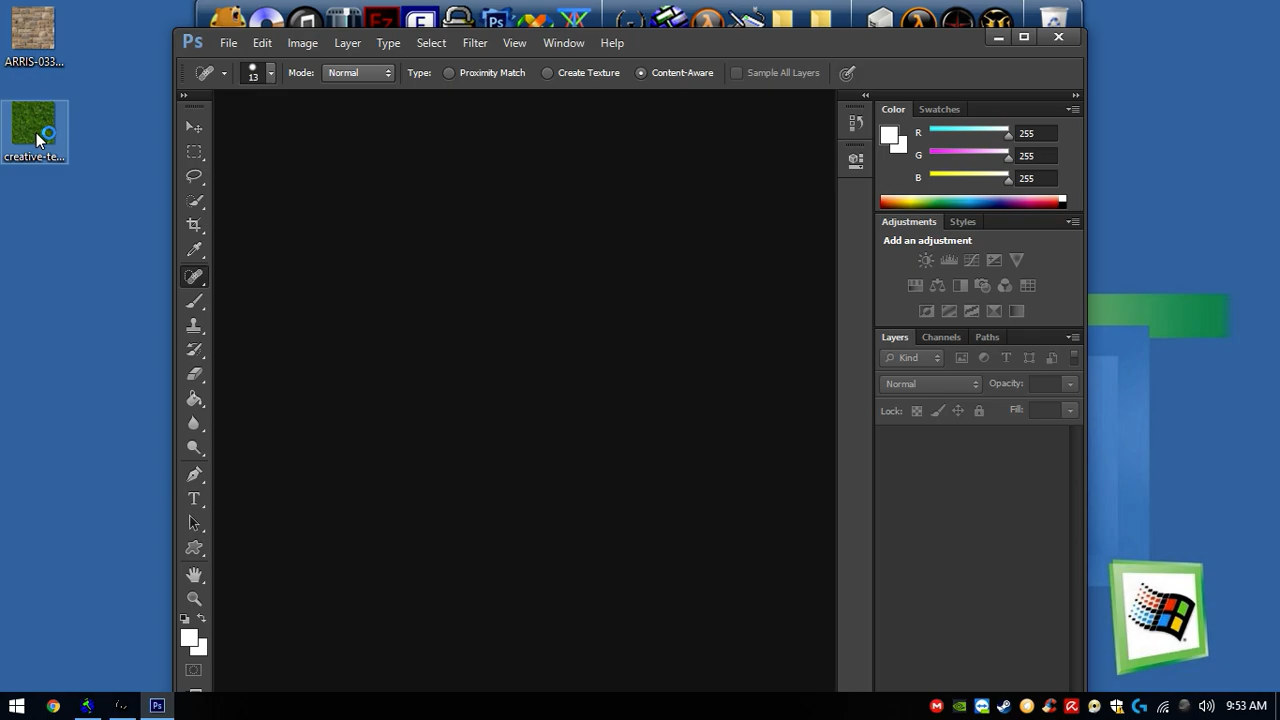 ARRIS-033...
creative-te...
Ps
File Edit Image Layer Type Select Filter View Window Help
13 Mode: Normal Type: Proximity Match Create Texture Content-Aware Sample All Layers
Color Swatches
R 255
G 255
B 255
Adjustments Styles
Add an adjustment
Layers Channels Paths
Kind
Normal Opacity:
Lock: Fill:
9:53 AM